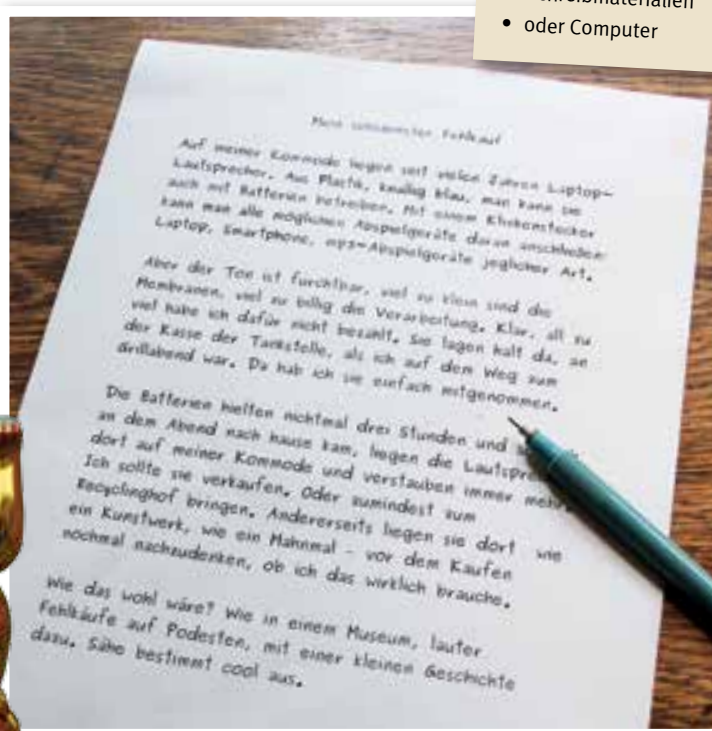 • oder Computer
Mein Fehlkauf
Auf meiner Kommode liegen seit vielen Jahren Laptop-
Lautsprecher. Aus Plastik, knallig blau, man kann sie
auch mit Batterien betreiben. Mit einem Klinkenstecker
kann man alle möglichen Abspielgeräte daran anschließen:
Laptop, Smartphone, mp3-Abspielgeräte jeglicher Art.
Aber der Ton ist furchtbar, viel zu klein sind die
Membranen, viel zu billig die Verarbeitung. Klar, all zu
viel habe ich dafür nicht bezahlt. Sie lagen halt da, an
der Kasse der Tankstelle, als ich auf dem Weg zum
Grillabend war. Da hab ich sie einfach mitgenommen.
Die Batterien hielten nichtmal drei Stunden und
an dem Abend nach hause kam, liegen die
dort auf meiner Kommode und verstauben immer mehr.
Ich sollte sie verkaufen. Oder zumindest zum
Recyclinghof bringen. Andererseits liegen sie dort wie
ein Kunstwerk, wie ein Mahnmal - vor dem Kaufen
nochmal nachzudenken, ob ich das wirklich brauche.
Wie das wohl wäre? Wie in einem Museum, lauter
Fehlkäufe auf Podesten, mit einer kleinen Geschichte
dazu. Sähe bestimmt cool aus.